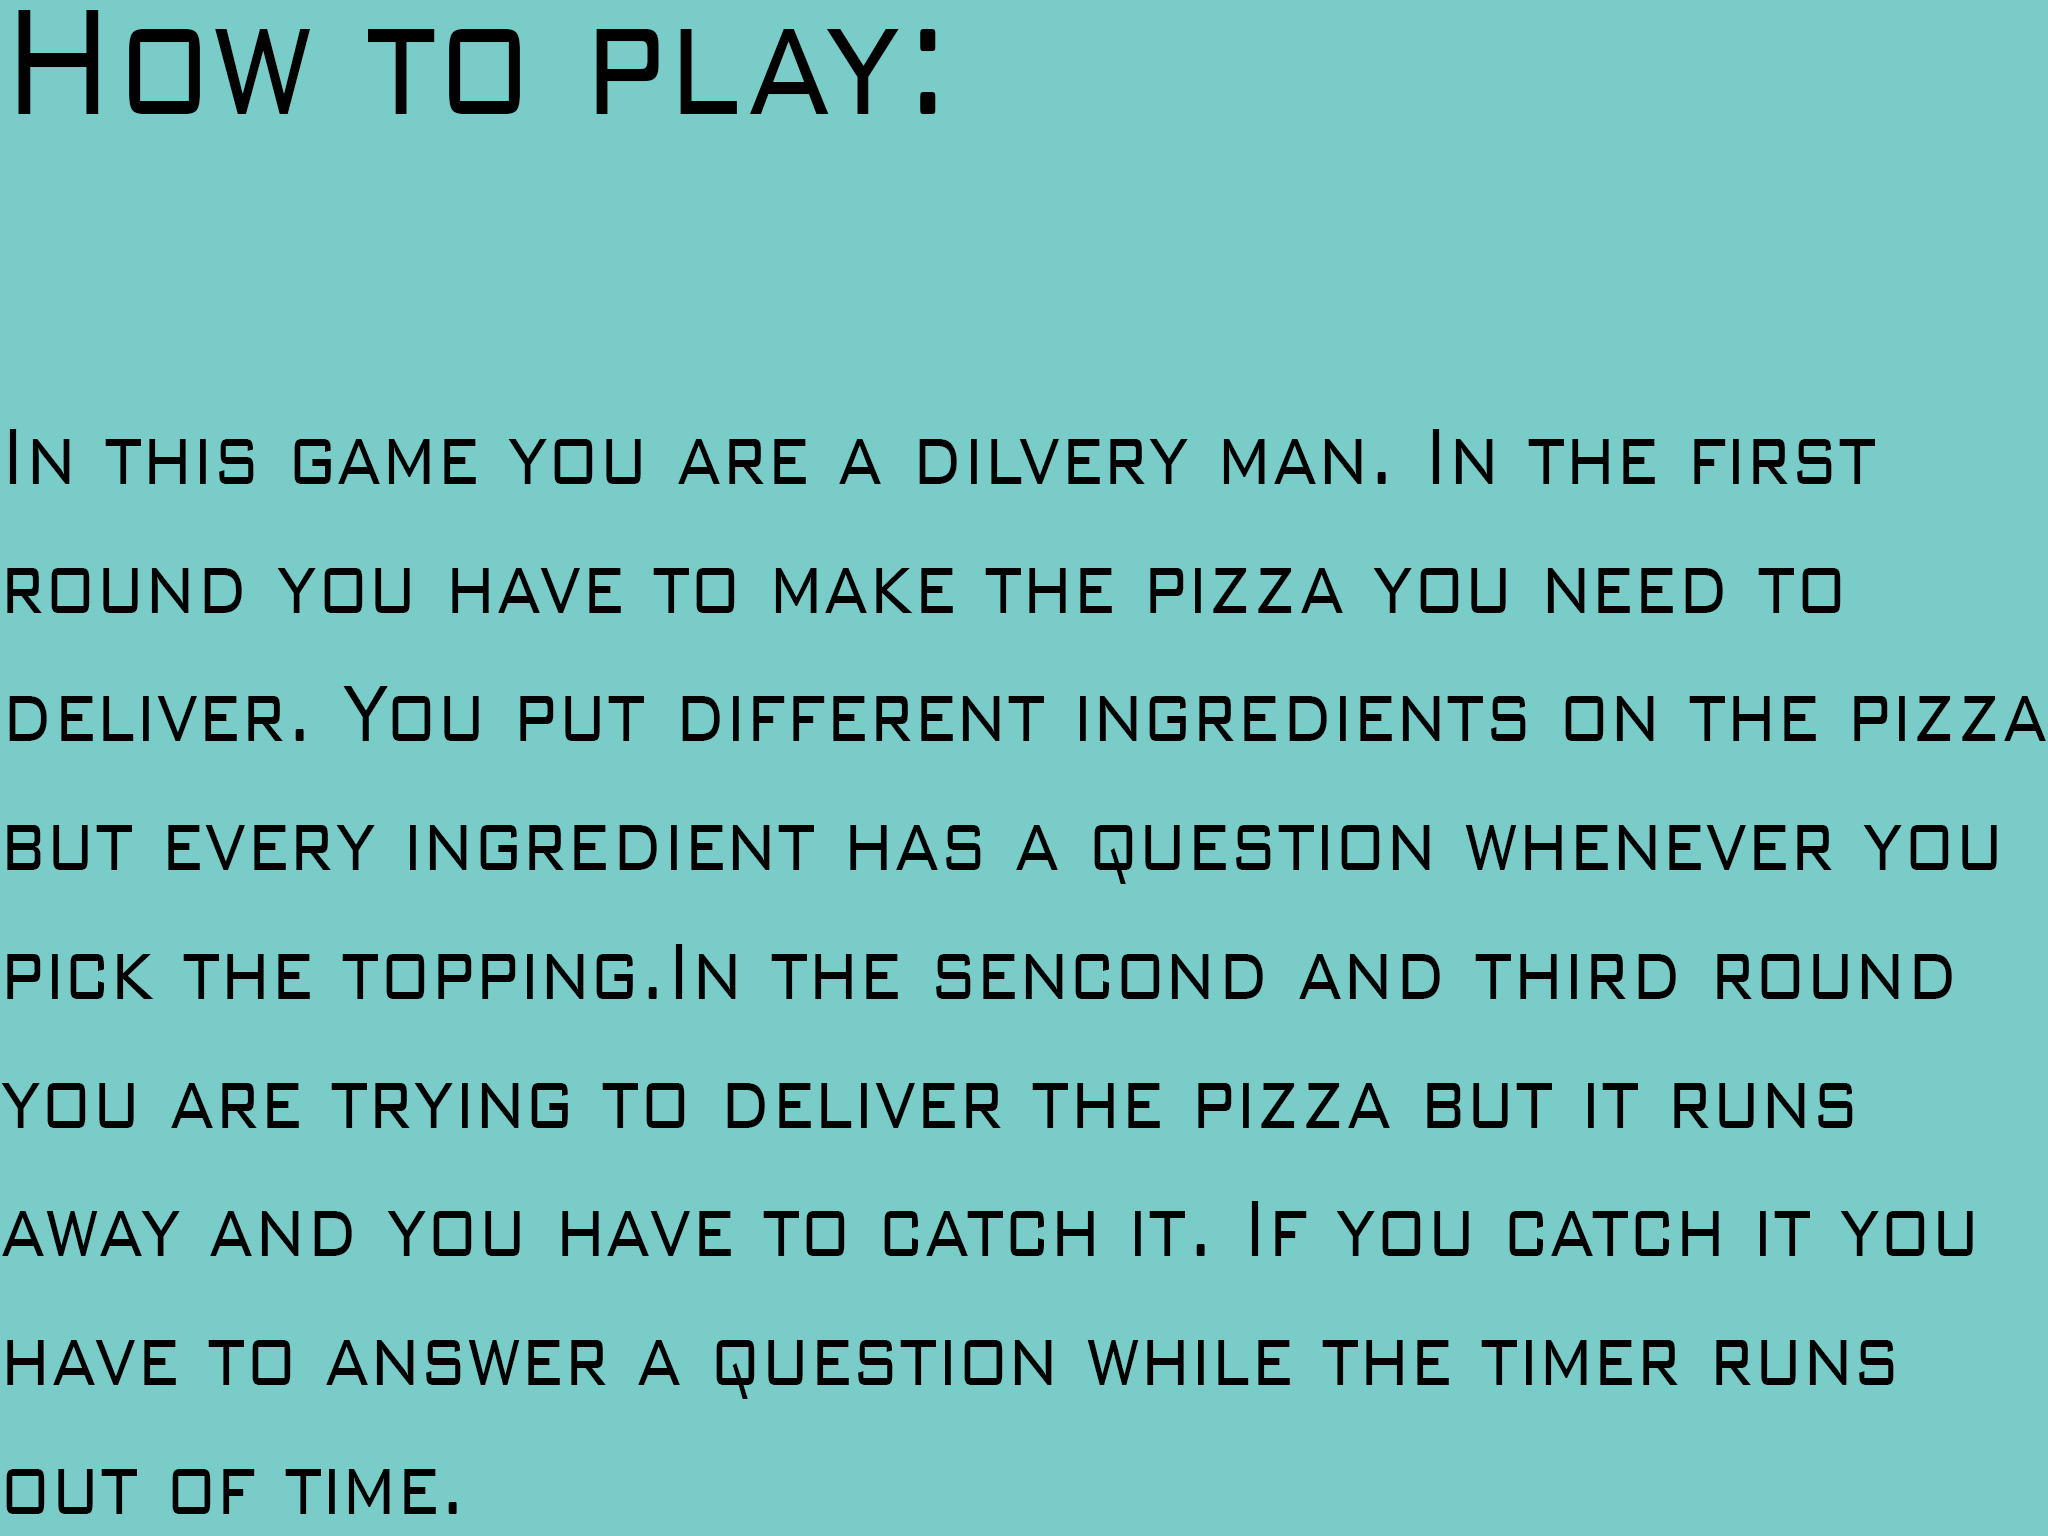 How to play:
In this game you are a dilvery man. In the first
round you have to make the pizza you need to
deliver. You put different ingredients on the pizza
but every ingredient has a question whenever you
pick the topping.In the sencond and third round
you are trying to deliver the pizza but it runs
away and you have to catch it. If you catch it you
have to answer a question while the timer runs
out of time.